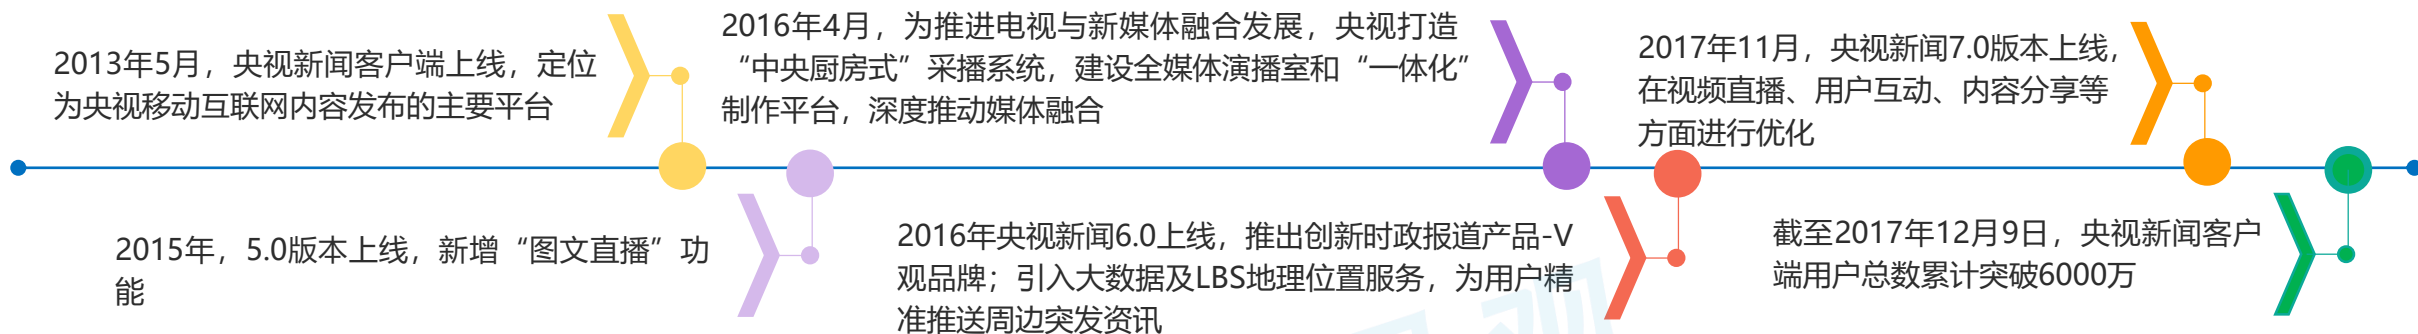 2013年5月，央视新闻客户端上线，定位
为央视移动互联网内容发布的主要平台
2015年，5.0版本上线，新增“图文直播”功
能
2016年4月，为推进电视与新媒体融合发展，央视打造
“中央厨房式”采播系统，建设全媒体演播室和“一体化”
制作平台，深度推动媒体融合
2016年央视新闻6.0上线，推出创新时政报道产品-V
观品牌；引入大数据及LBS地理位置服务，为用户精
准推送周边突发资讯
2017年11月，央视新闻7.0版本上线，
在视频直播、用户互动、内容分享等
方面进行优化
截至2017年12月9日，央视新闻客户
端用户总数累计突破6000万